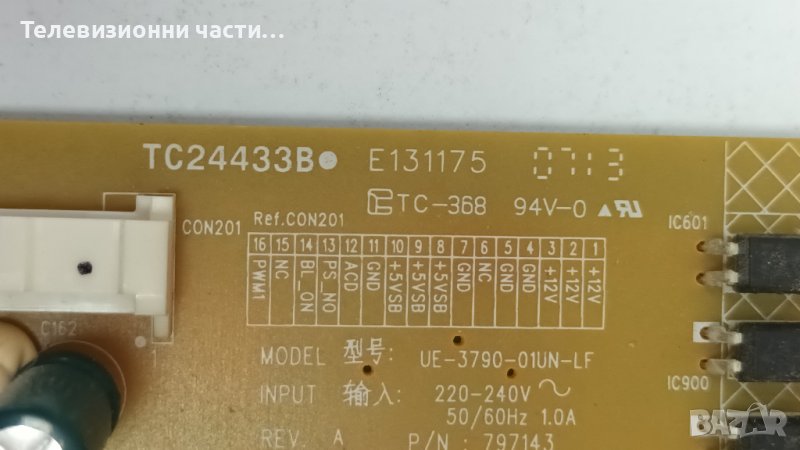 Телевизионни части...
TC24433B E131175 0713
TC-368 94V-0
CON201 Ref.CON201
IC601
16 15 14 13 12 11 10 9 8 7 6 5 4 3 2 1
PWM1 NC BL_ON PS_NO ACD GND +5VSB +5VSB +5VSB GND NC GND GND +12V +12V +12V
C162
MODEL 型号: UE-3790-01UN-LF
INPUT 输入: 220-240V
50/60Hz 1.0A
IC900
REV. A P/N: 797143
bazar